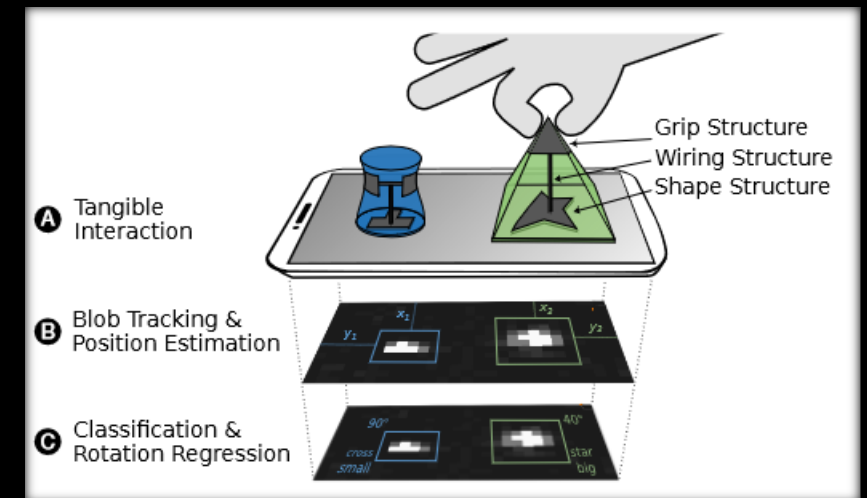 Grip Structure
Wiring Structure
Shape Structure
A Tangible
Interaction
B Blob Tracking &
Position Estimation
x₁
y₁
x₂
y₂
C Classification &
Rotation Regression
90°
cross
small
40°
star
big